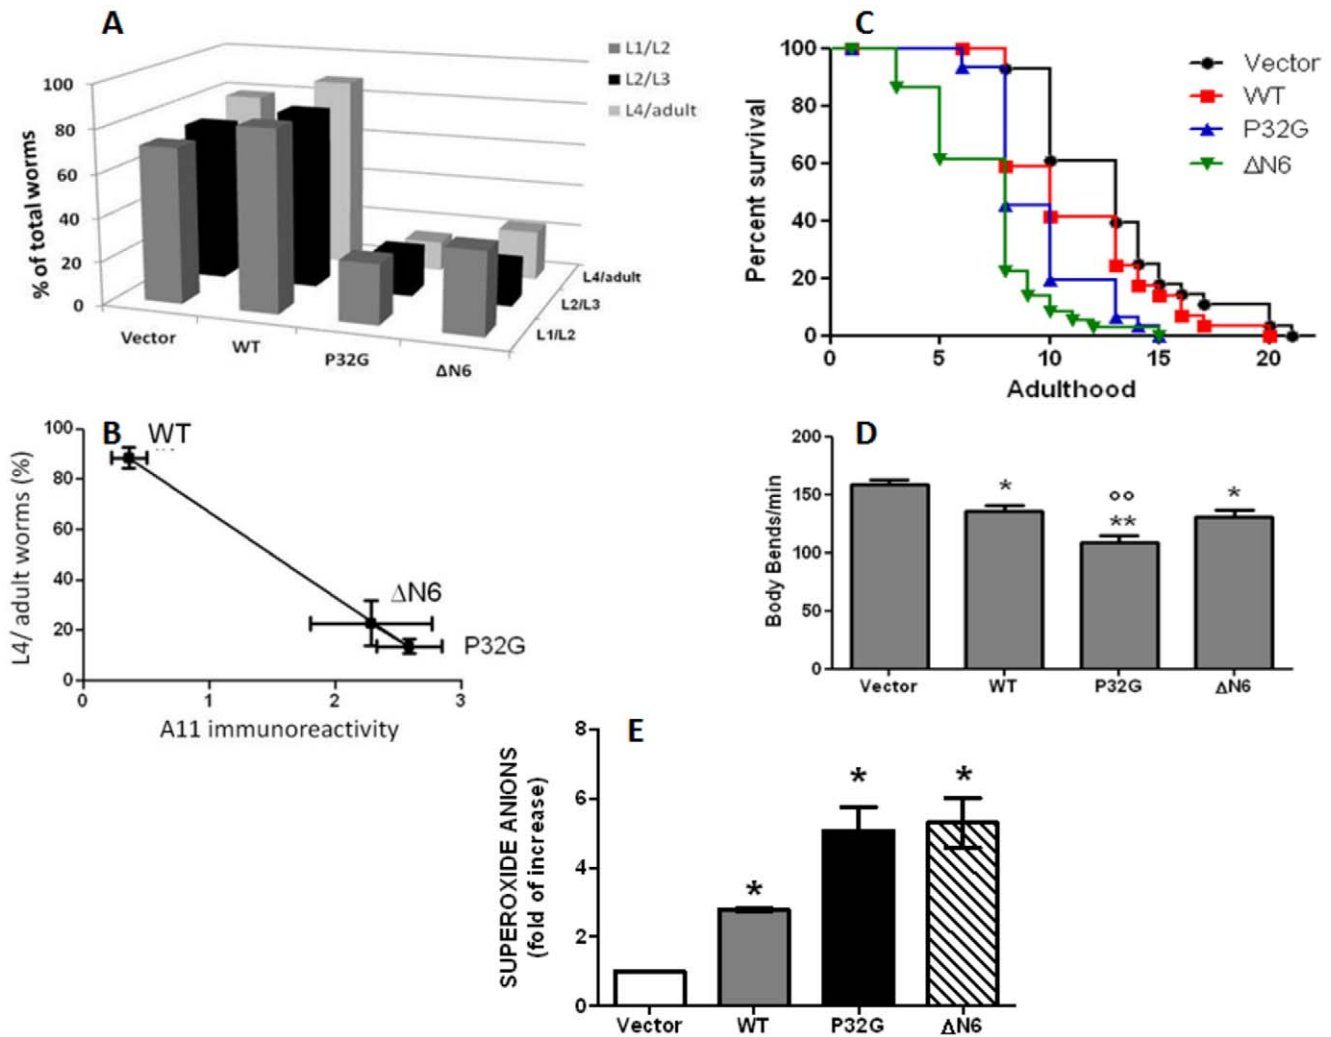 A
L1/L2
L2/L3
L4/adult
% of total worms
100
80
60
40
20
0
L4/adult
L2/L3
L1/L2
Vector
WT
P32G
ΔN6
B
WT
ΔN6
P32G
L4/ adult worms (%)
100
80
60
40
20
0
0 1 2 3
A11 immunoreactivity
C
Vector
WT
P32G
ΔN6
Percent survival
100
80
60
40
20
0
0 5 10 15 20
Adulthood
D
Body Bends/min
200
150
100
50
0
*
°°
**
*
Vector WT P32G ΔN6
E
SUPEROXIDE ANIONS
(fold of increase)
8
6
4
2
0
*
*
*
Vector WT P32G ΔN6